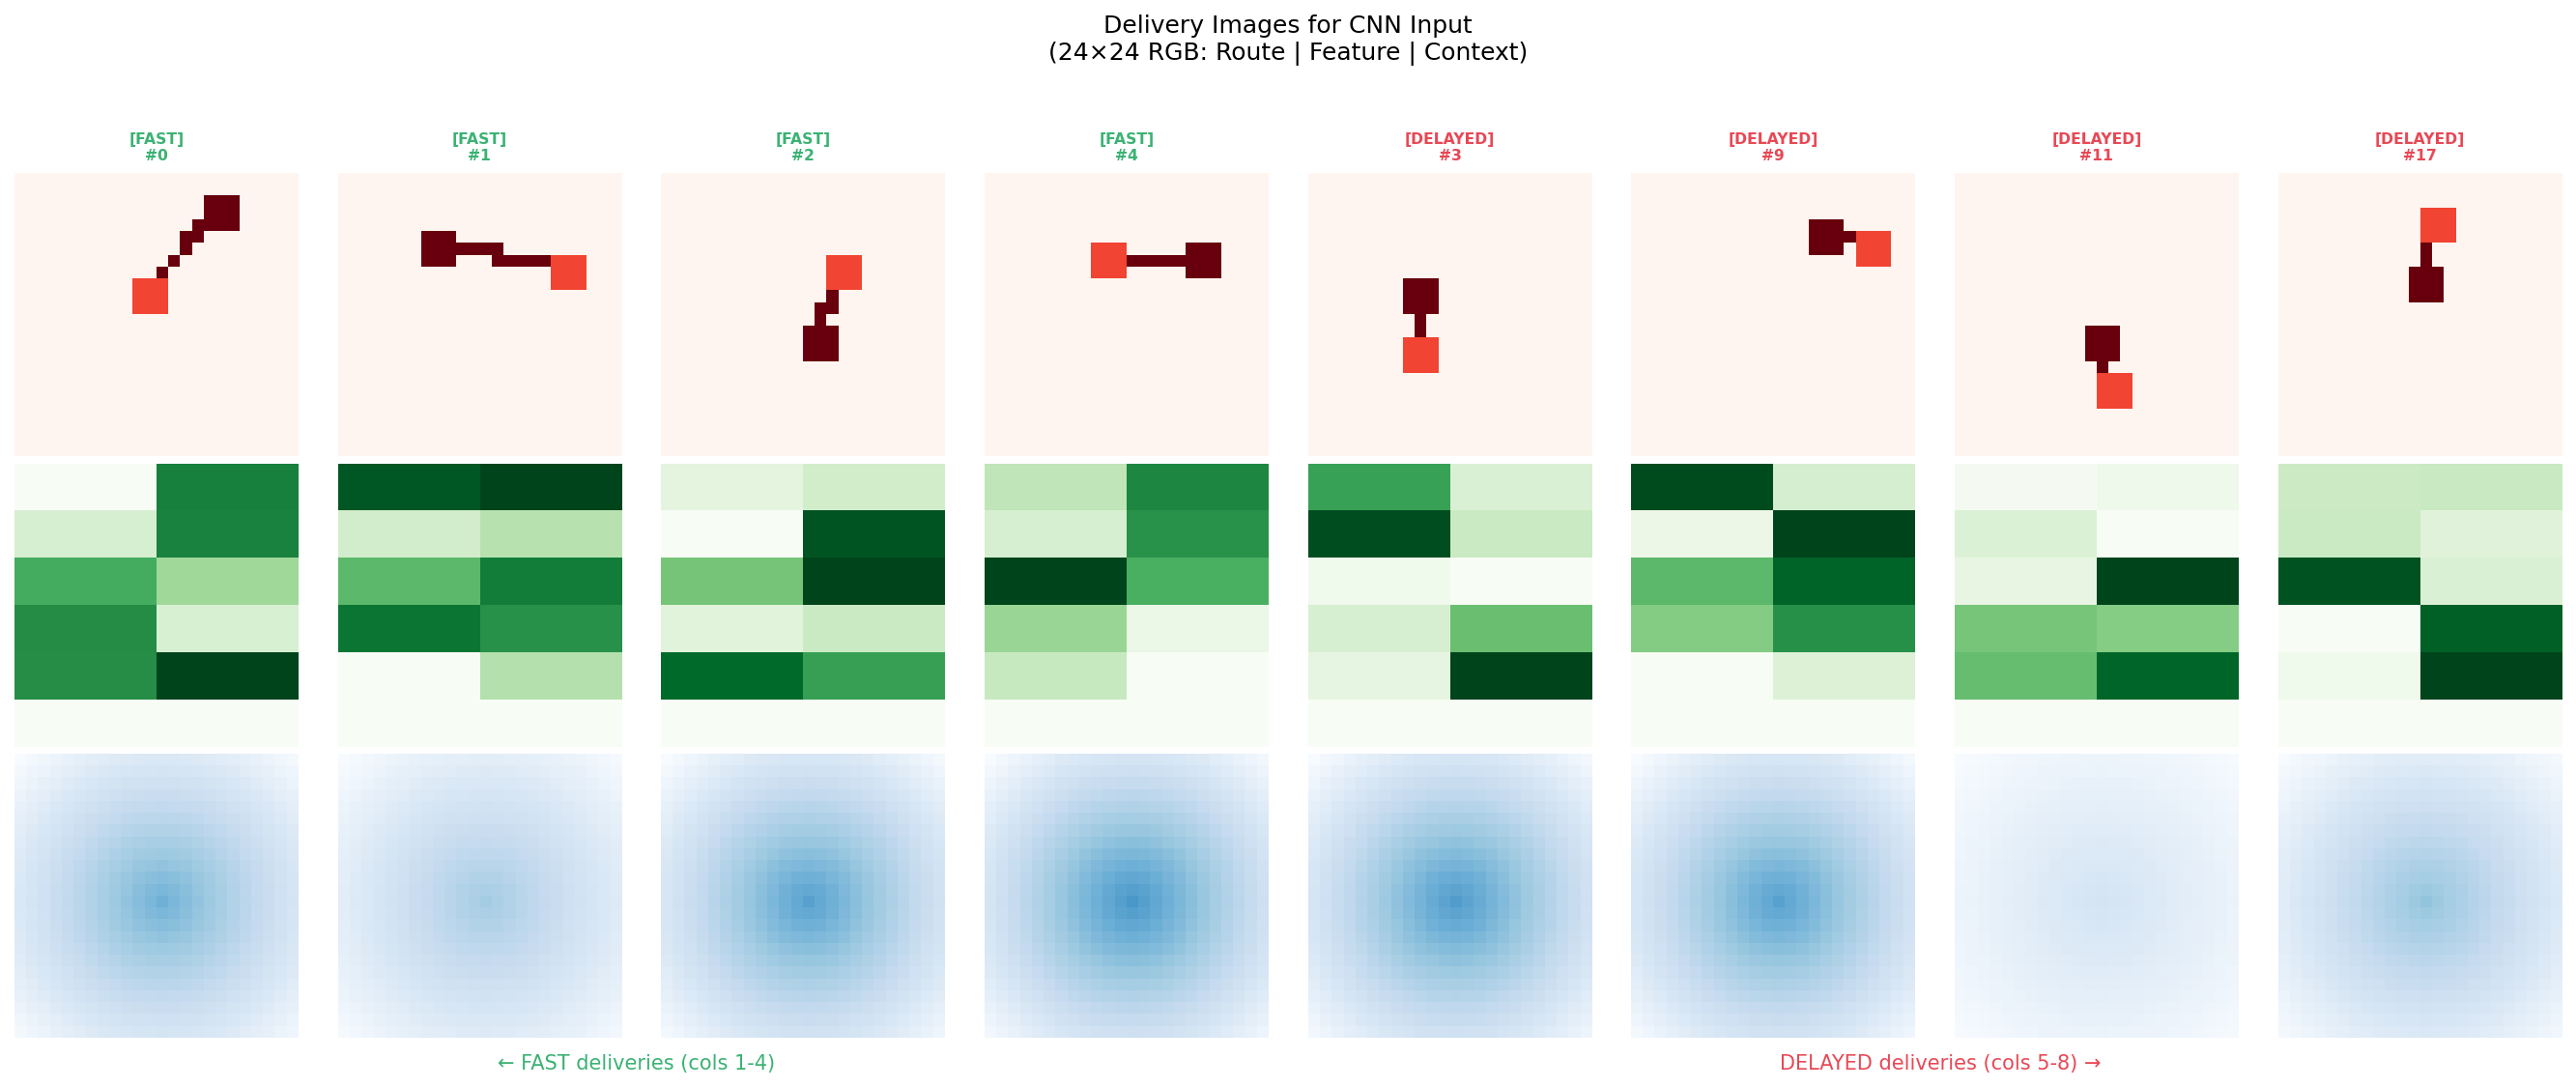 Delivery Images for CNN Input
(24×24 RGB: Route | Feature | Context)
[FAST]
#0
[FAST]
#1
[FAST]
#2
[FAST]
#4
[DELAYED]
#3
[DELAYED]
#9
[DELAYED]
#11
[DELAYED]
#17
← FAST deliveries (cols 1-4)
DELAYED deliveries (cols 5-8) →